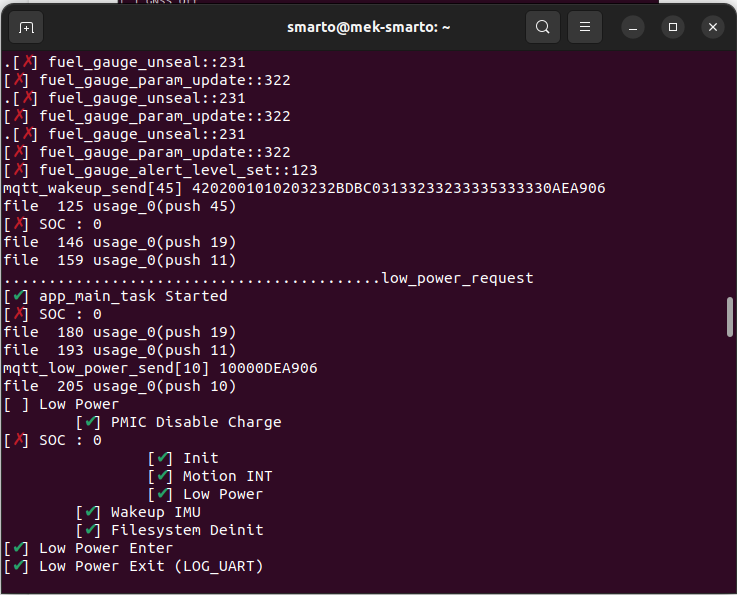 smarto@mek-smarto: ~
.[✗] fuel_gauge_unseal::231
[✗] fuel_gauge_param_update::322
.[✗] fuel_gauge_unseal::231
[✗] fuel_gauge_param_update::322
.[✗] fuel_gauge_unseal::231
[✗] fuel_gauge_param_update::322
[✗] fuel_gauge_alert_level_set::123
mqtt_wakeup_send[45] 4202001010203232BDBC03133233233335333330AEA906
file  125 usage_0(push 45)
[✗] SOC : 0
file  146 usage_0(push 19)
file  159 usage_0(push 11)
..........................................low_power_request
[✔] app_main_task Started
[✗] SOC : 0
file  180 usage_0(push 19)
file  193 usage_0(push 11)
mqtt_low_power_send[10] 10000DEA906
file  205 usage_0(push 10)
[ ] Low Power
        [✔] PMIC Disable Charge
[✗] SOC : 0
                [✔] Init
                [✔] Motion INT
                [✔] Low Power
        [✔] Wakeup IMU
        [✔] Filesystem Deinit
[✔] Low Power Enter
[✔] Low Power Exit (LOG_UART)